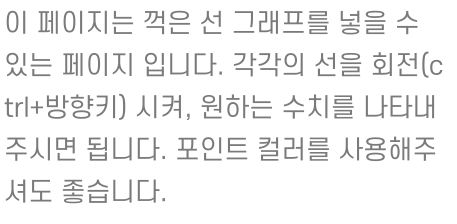 이 페이지는 꺽은 선 그래프를 넣을 수
있는 페이지 입니다. 각각의 선을 회전(c
trl+방향키) 시켜, 원하는 수치를 나타내
주시면 됩니다. 포인트 컬러를 사용해주
셔도 좋습니다.